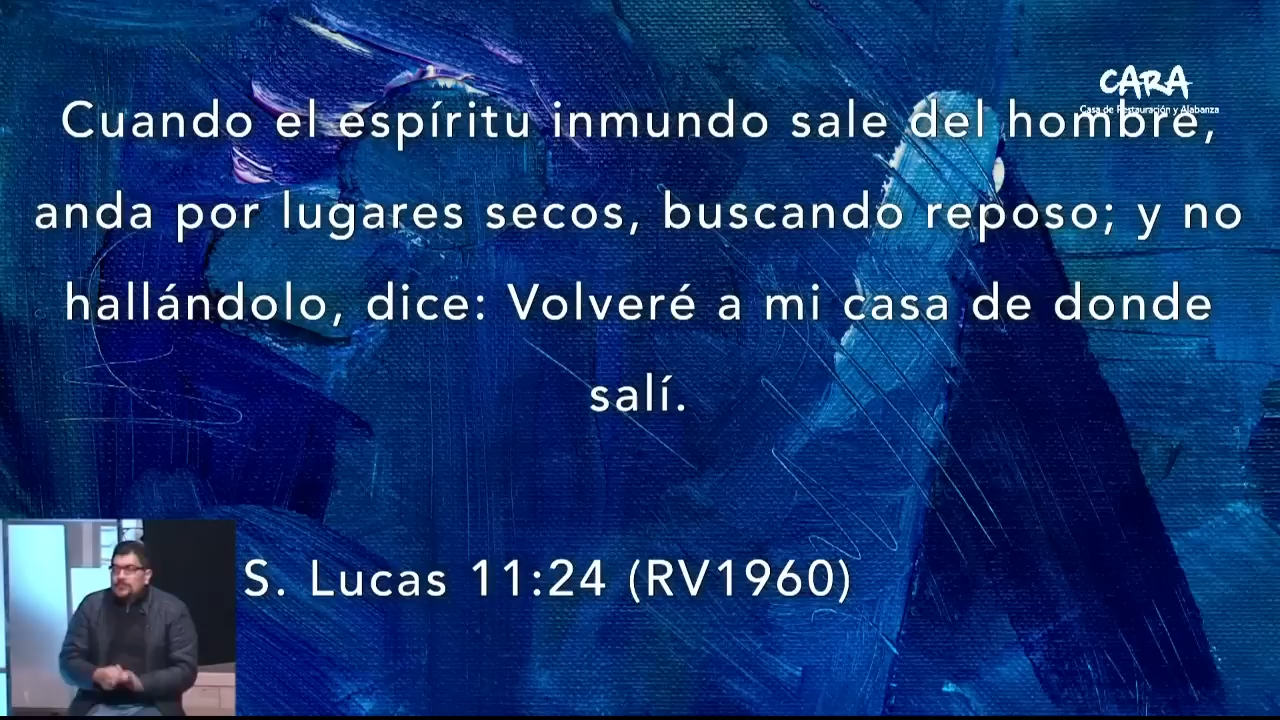 CARA
Casa de Restauración y Alabanza
Cuando el espíritu inmundo sale del hombre,
anda por lugares secos, buscando reposo; y no
hallándolo, dice: Volveré a mi casa de donde
salí.
S. Lucas 11:24 (RV1960)